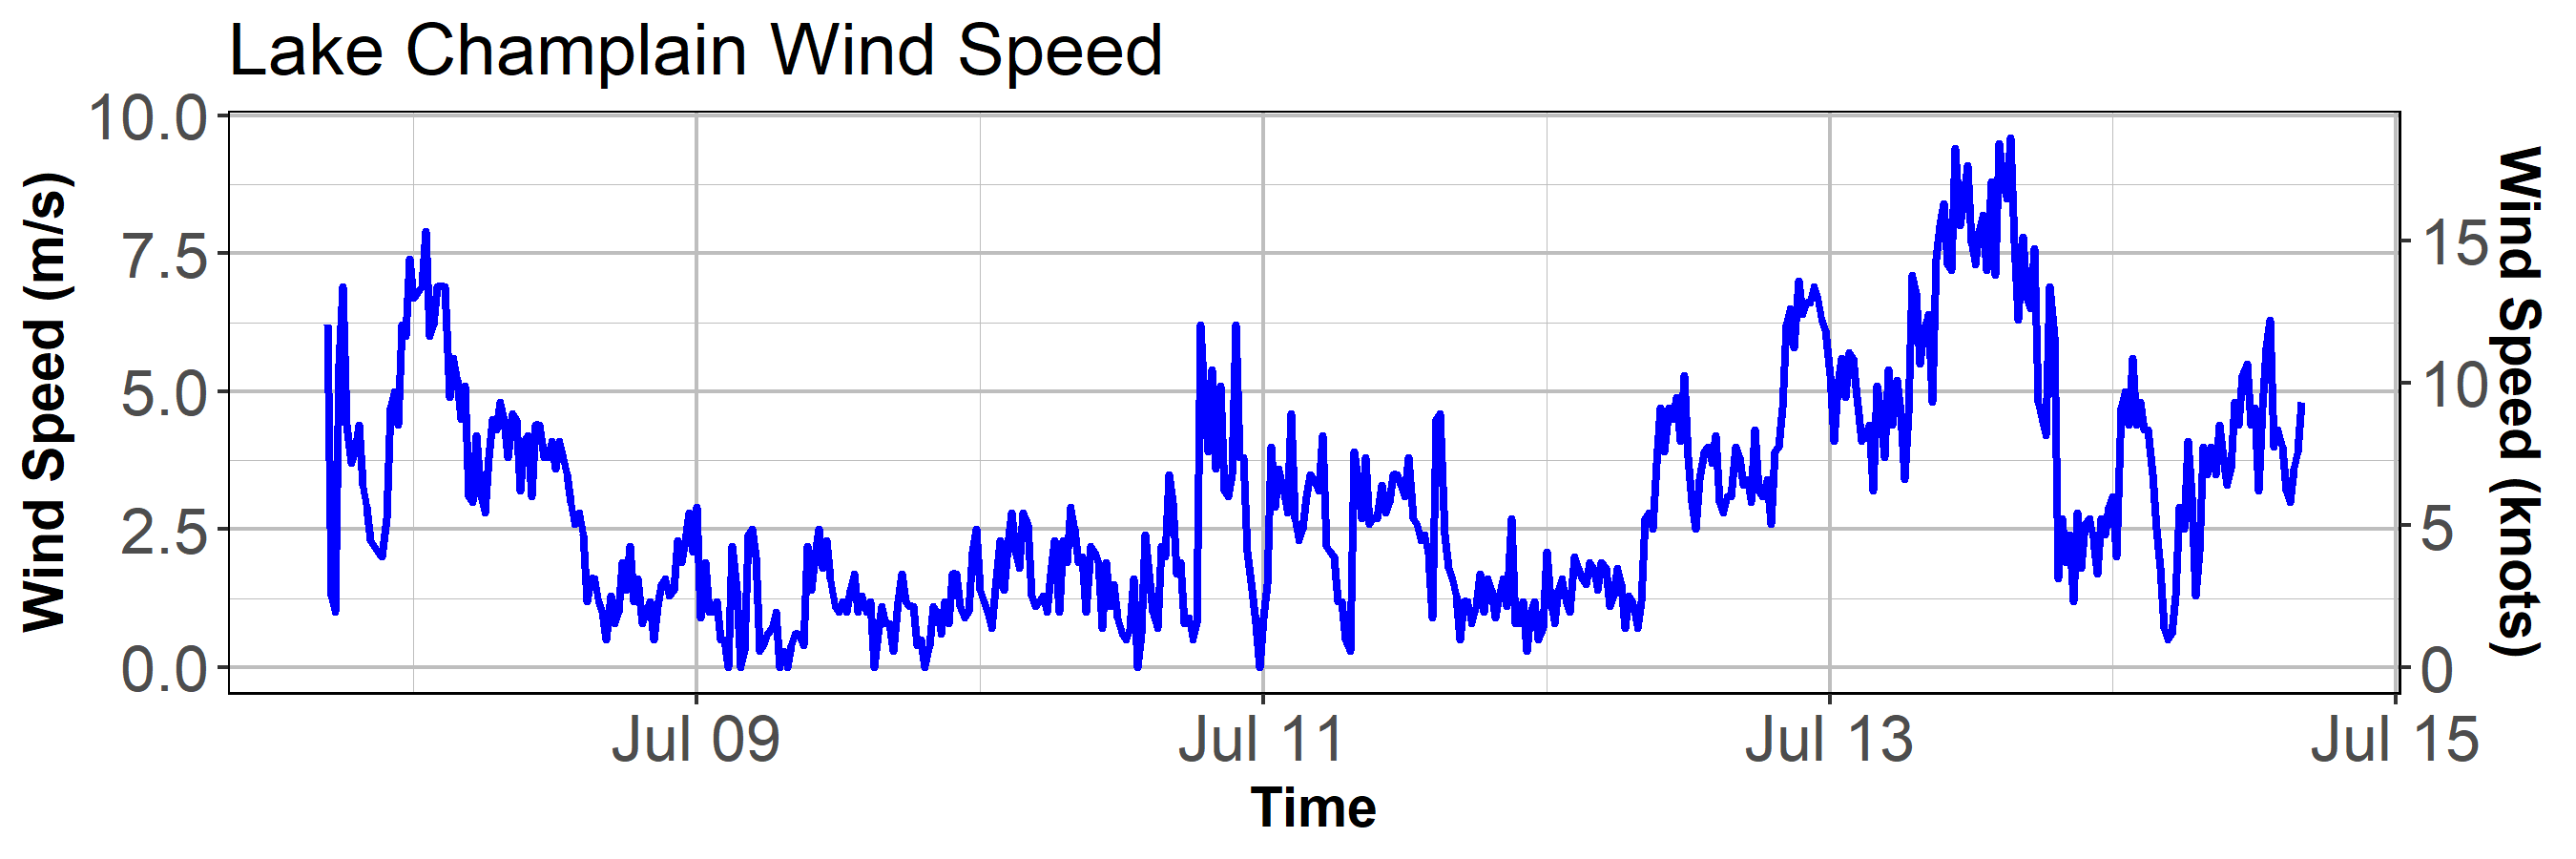 Lake Champlain Wind Speed
Wind Speed (m/s)
10.0
7.5
5.0
2.5
0.0
Wind Speed (knots)
15
10
5
0
Jul 09
Jul 11
Jul 13
Jul 15
Time